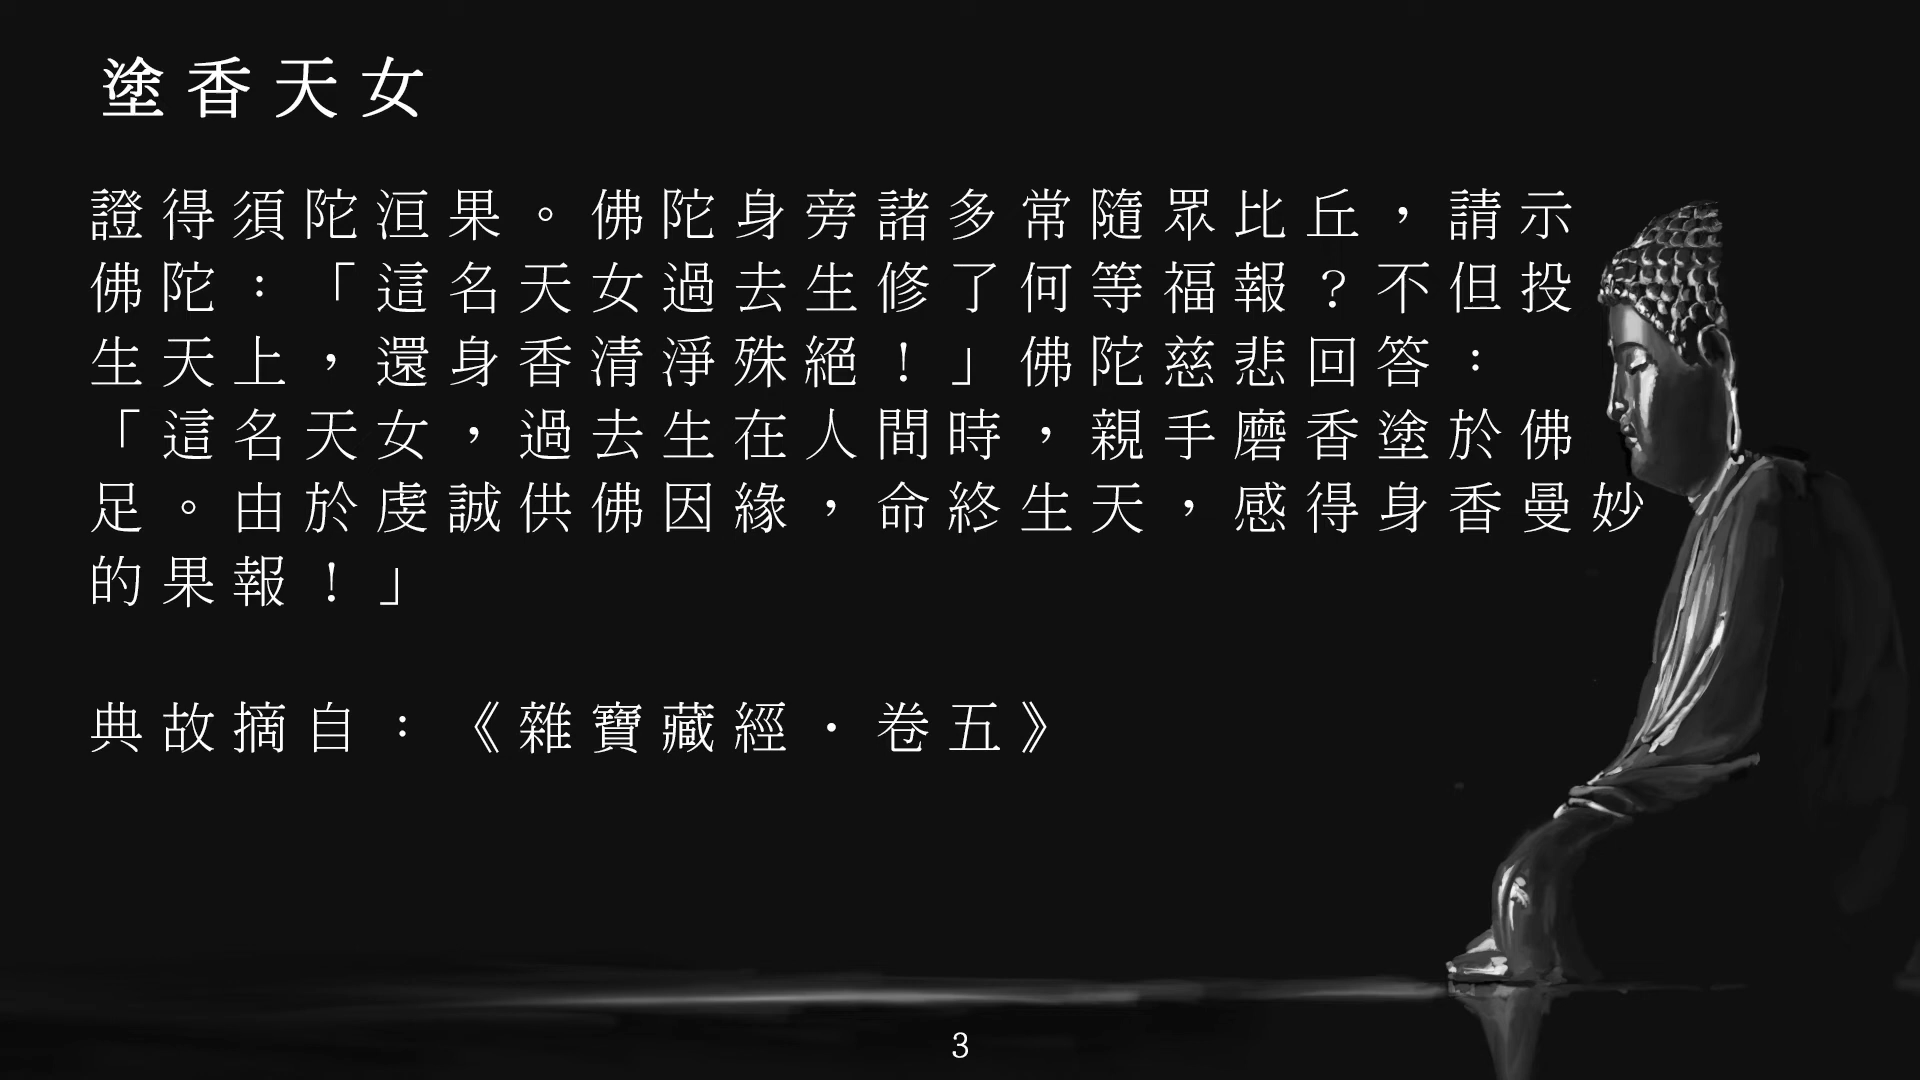 塗香天女
證得須陀洹果。佛陀身旁諸多常隨眾比丘，請示
佛陀：「這名天女過去生修了何等福報？不但投
生天上，還身香清淨殊絕！」佛陀慈悲回答：
「這名天女，過去生在人間時，親手磨香塗於佛
足。由於虔誠供佛因緣，命終生天，感得身香曼妙
的果報！」
典故摘自：《雜寶藏經．卷五》
3